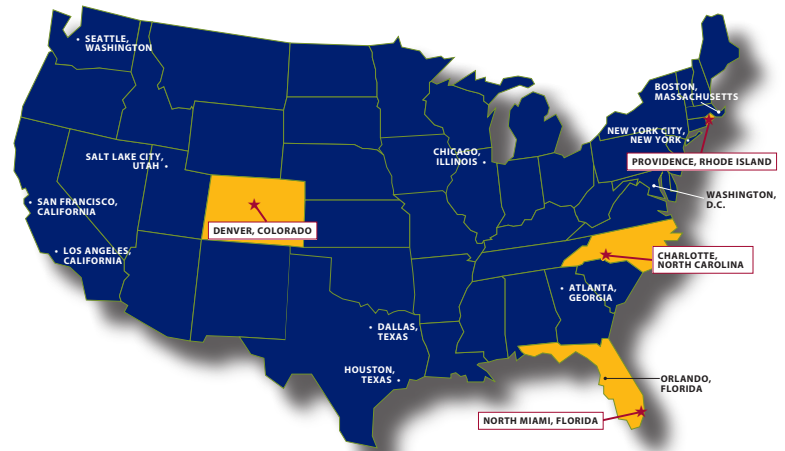 SEATTLE,
WASHINGTON
BOSTON,
MASSACHUSETTS
NEW YORK CITY,
NEW YORK
CHICAGO,
ILLINOIS
SALT LAKE CITY,
UTAH
PROVIDENCE, RHODE ISLAND
WASHINGTON,
D.C.
SAN FRANCISCO,
CALIFORNIA
DENVER, COLORADO
LOS ANGELES,
CALIFORNIA
CHARLOTTE,
NORTH CAROLINA
ATLANTA,
GEORGIA
DALLAS,
TEXAS
HOUSTON,
TEXAS
ORLANDO,
FLORIDA
NORTH MIAMI, FLORIDA